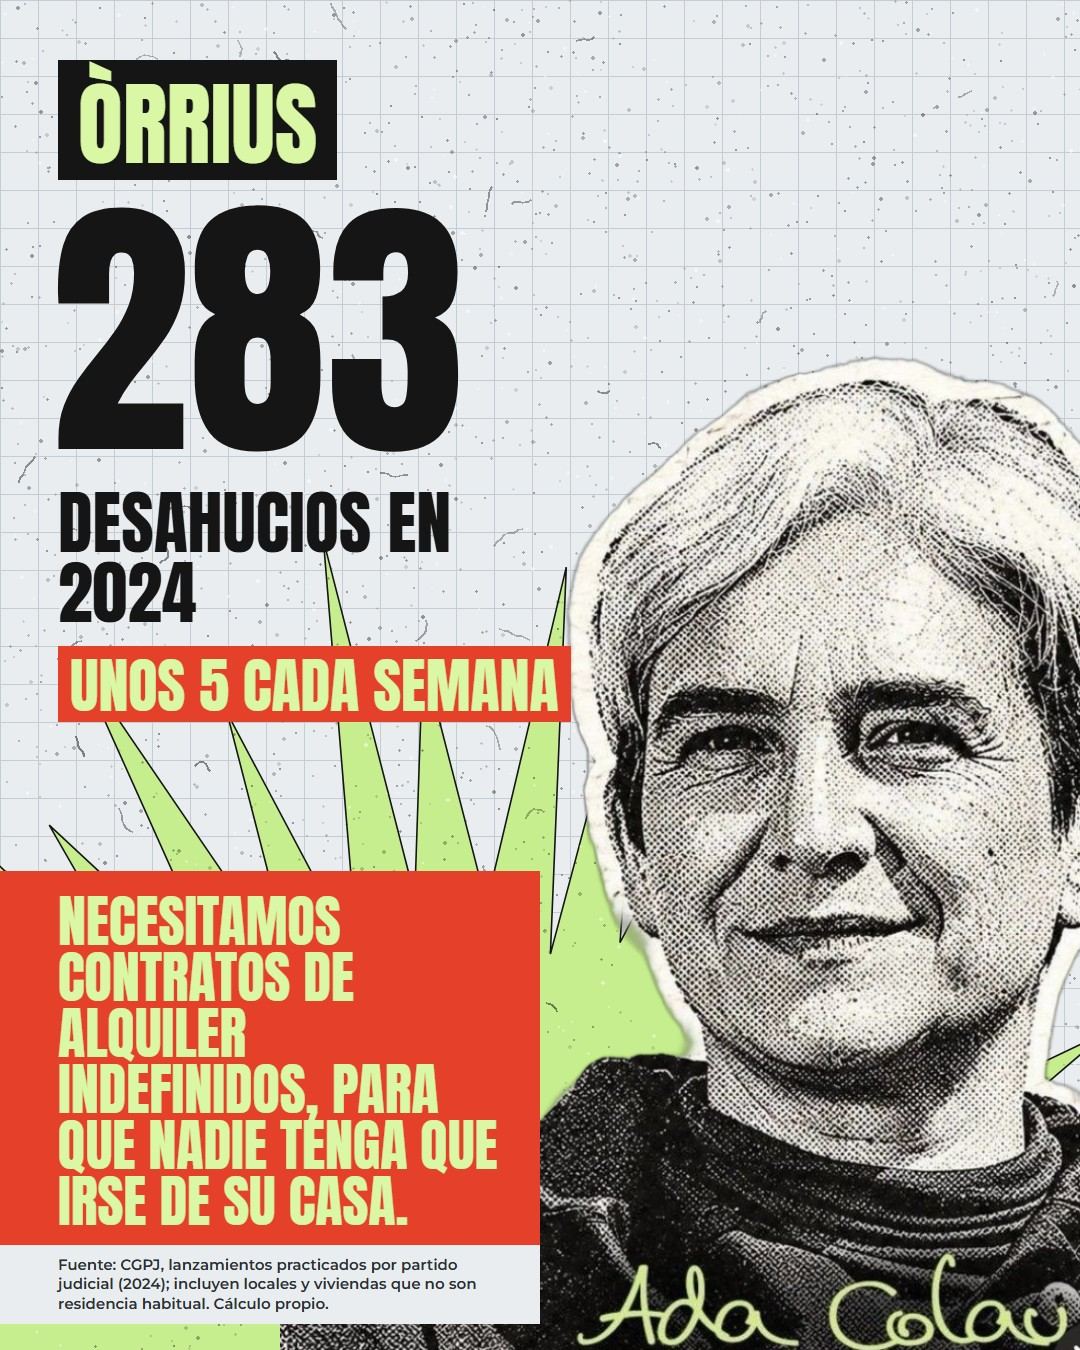 ÒRRIUS
283
DESAHUCIOS EN
2024
UNOS 5 CADA SEMANA
NECESITAMOS
CONTRATOS DE
ALQUILER
INDEFINIDOS, PARA
QUE NADIE TENGA QUE
IRSE DE SU CASA.
Fuente: CGPJ, lanzamientos practicados por partido
judicial (2024); incluyen locales y viviendas que no son
residencia habitual. Cálculo propio.
Ada Colau